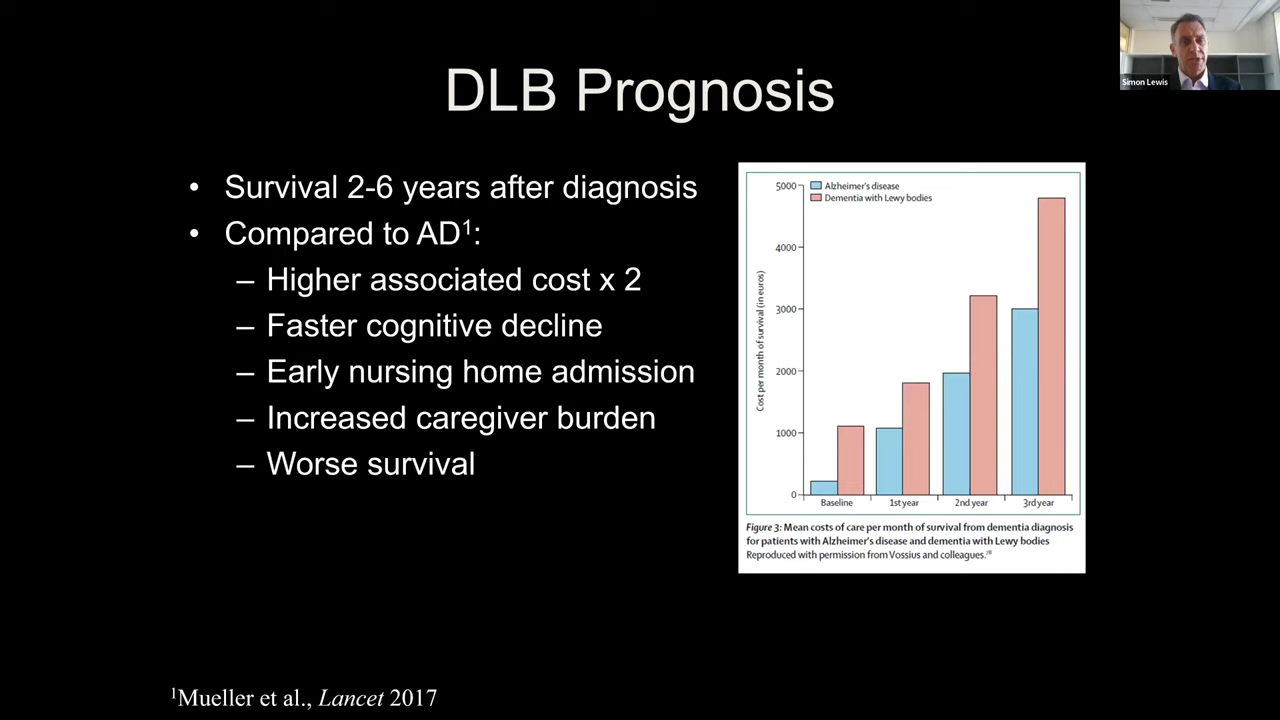 DLB Prognosis
Simon Lewis
• Survival 2-6 years after diagnosis
• Compared to AD¹:
– Higher associated cost x 2
– Faster cognitive decline
– Early nursing home admission
– Increased caregiver burden
– Worse survival
Alzheimer's disease
Dementia with Lewy bodies
Cost per month of survival (in euros)
5000
4000
3000
2000
1000
0
Baseline 1st year 2nd year 3rd year
Figure 3: Mean costs of care per month of survival from dementia diagnosis
for patients with Alzheimer's disease and dementia with Lewy bodies
Reproduced with permission from Vossius and colleagues.
¹Mueller et al., Lancet 2017